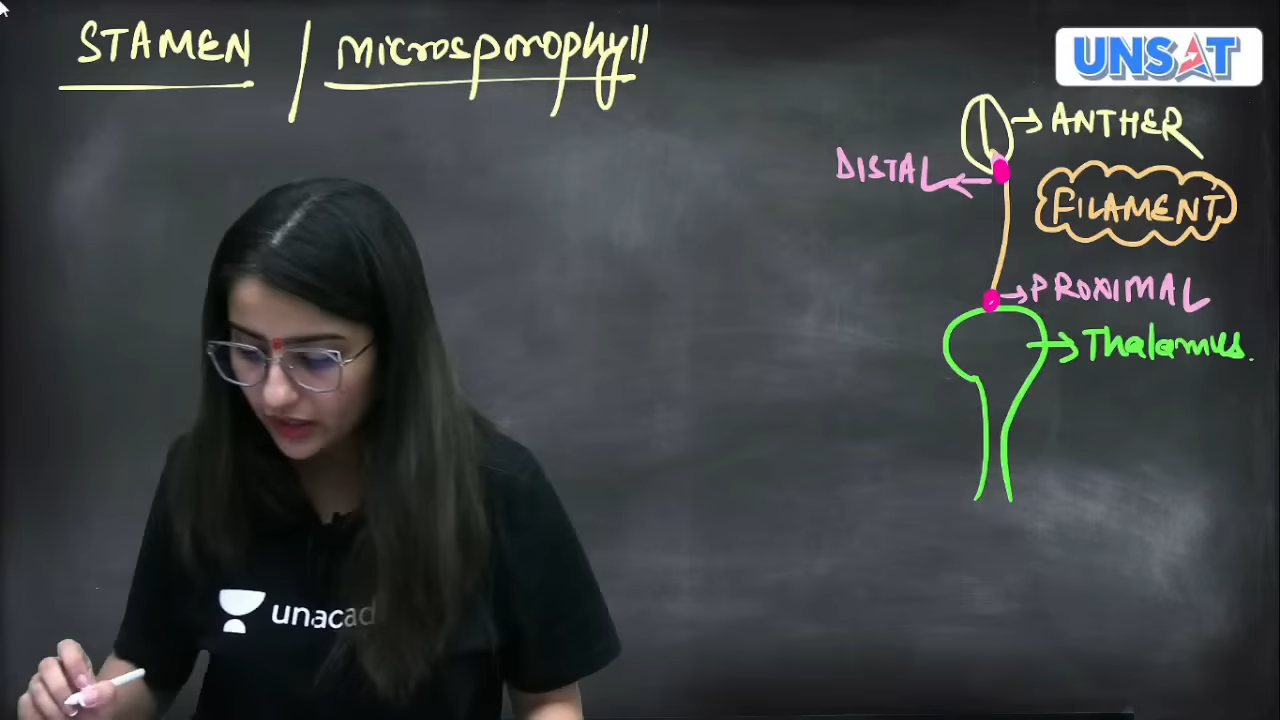 STAMEN / microsporophyll
UNSAT
ANTHER
DISTAL
FILAMENT
PROXIMAL
Thalamus.
unacad